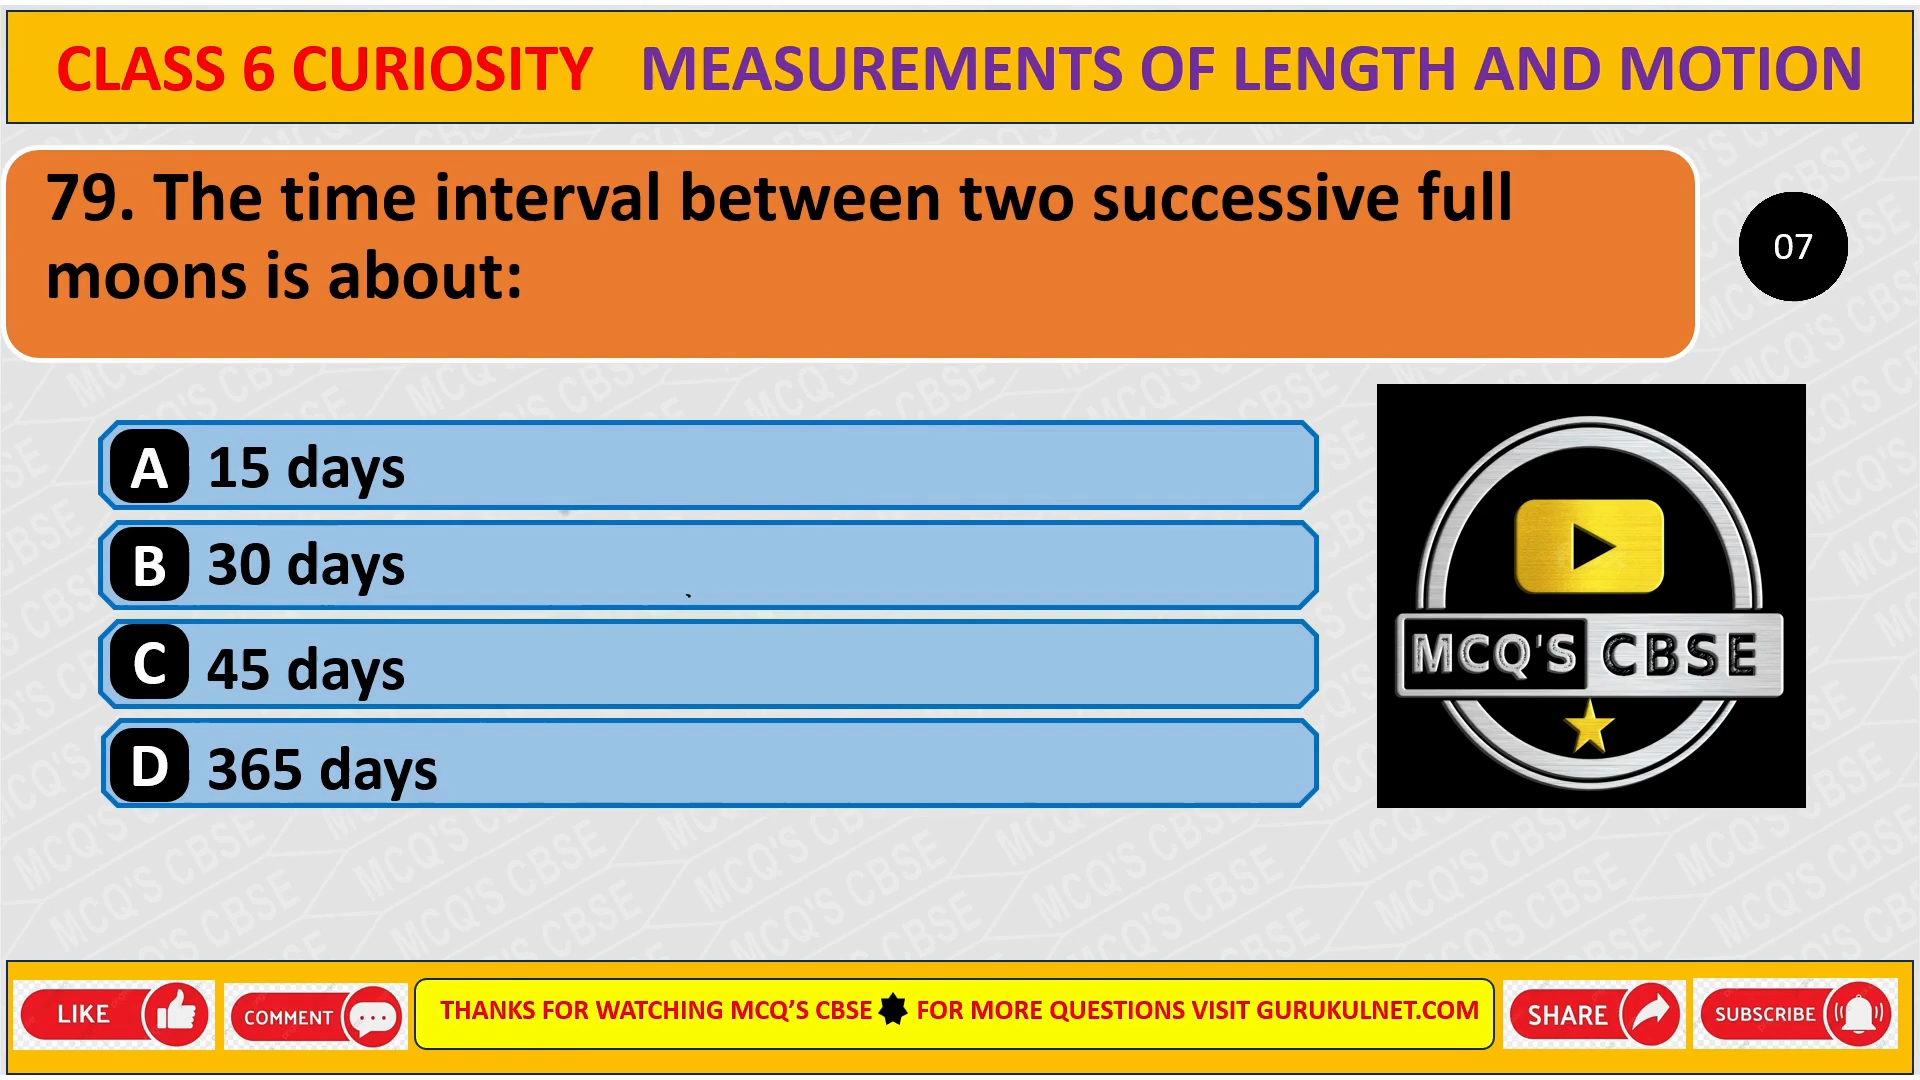 CLASS 6 CURIOSITY MEASUREMENTS OF LENGTH AND MOTION
79. The time interval between two successive full
moons is about:
07
A 15 days
B 30 days
C 45 days
D 365 days
MCQ'S CBSE
LIKE
COMMENT
THANKS FOR WATCHING MCQ’S CBSE FOR MORE QUESTIONS VISIT GURUKULNET.COM
SHARE
SUBSCRIBE